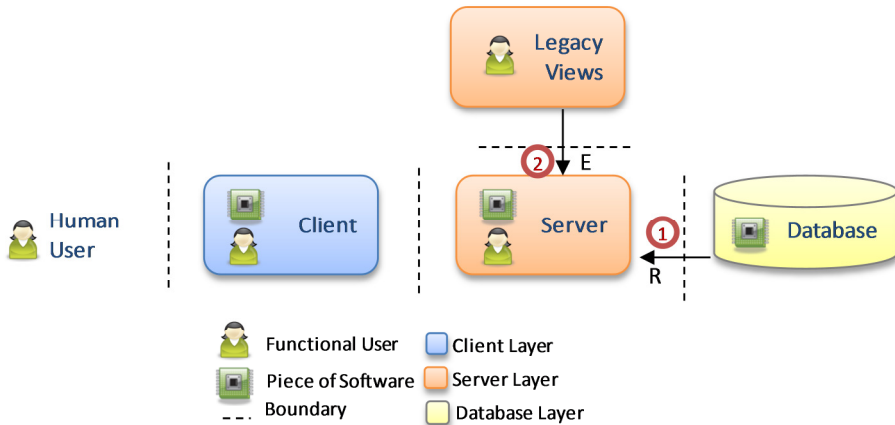 Legacy
Views
2
E
Human
User
Client
Server
1
Database
R
Functional User
Client Layer
Piece of Software
Server Layer
Boundary
Database Layer